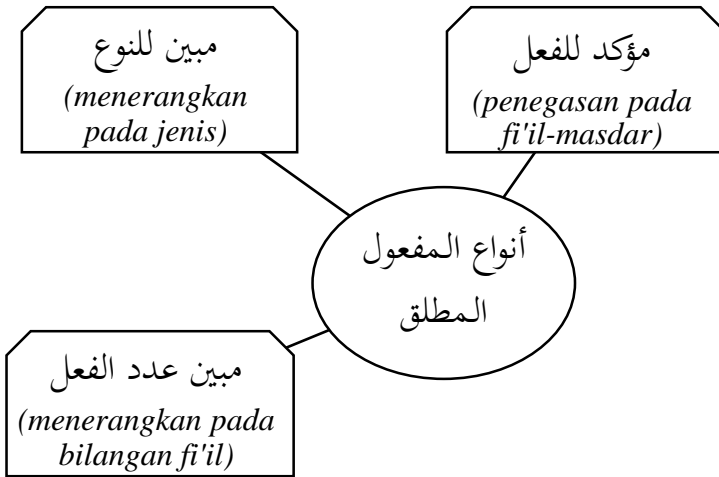 أنواع المفعول
المطلق
مؤكد للفعل
(penegasan pada
fi'il-masdar)
مبين للنوع
(menerangkan
pada jenis)
مبين عدد الفعل
(menerangkan pada
bilangan fi'il)